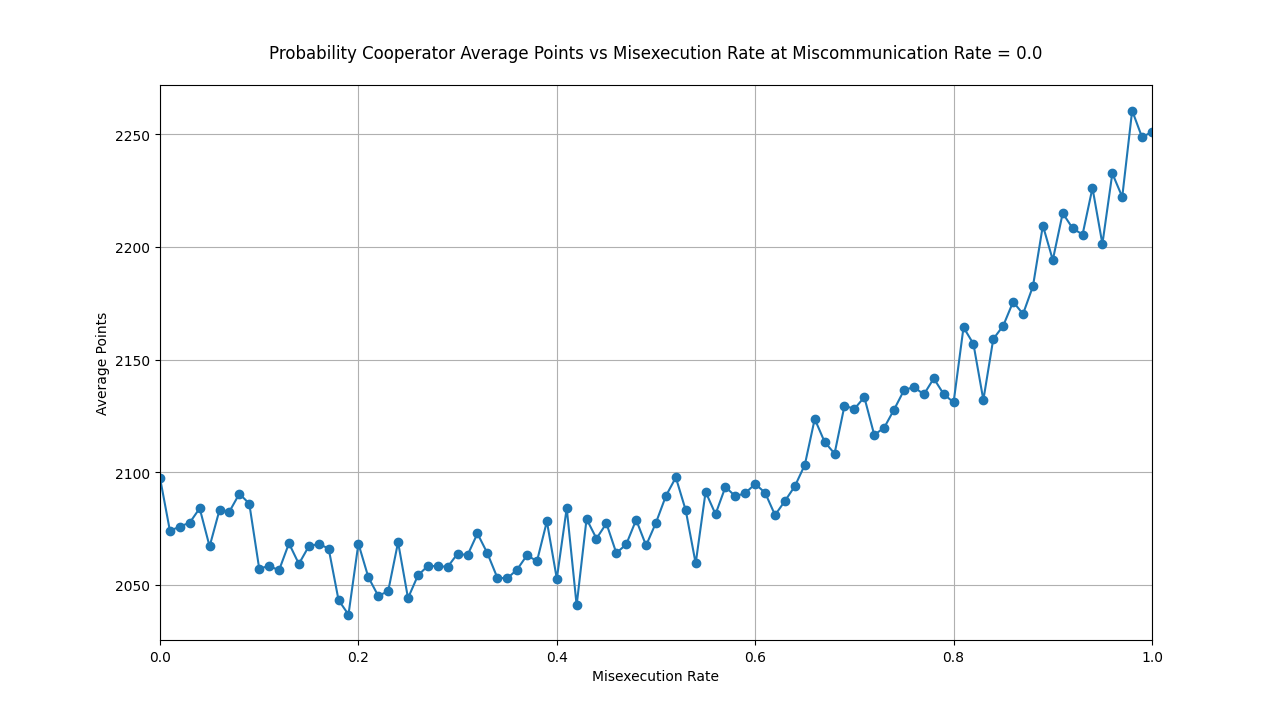 Probability Cooperator Average Points vs Misexecution Rate at Miscommunication Rate = 0.0
2250
2200
2150
2100
2050
Average Points
0.0 0.2 0.4 0.6 0.8 1.0
Misexecution Rate